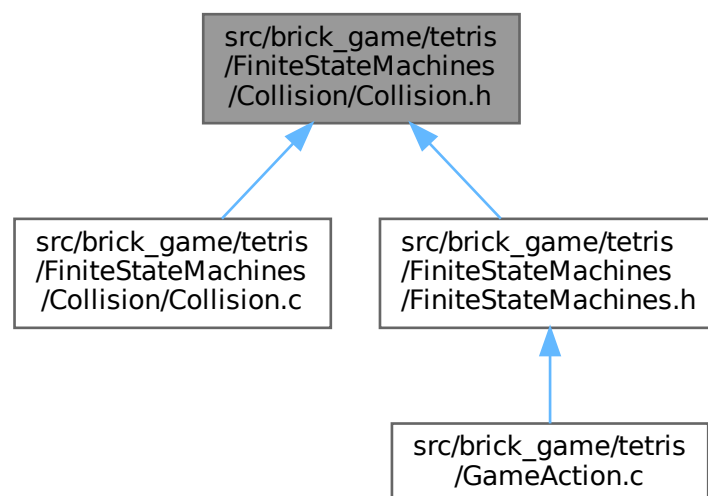 src/brick_game/tetris
/FiniteStateMachines
/Collision/Collision.h
src/brick_game/tetris
/FiniteStateMachines
/Collision/Collision.c
src/brick_game/tetris
/FiniteStateMachines
/FiniteStateMachines.h
src/brick_game/tetris
/GameAction.c